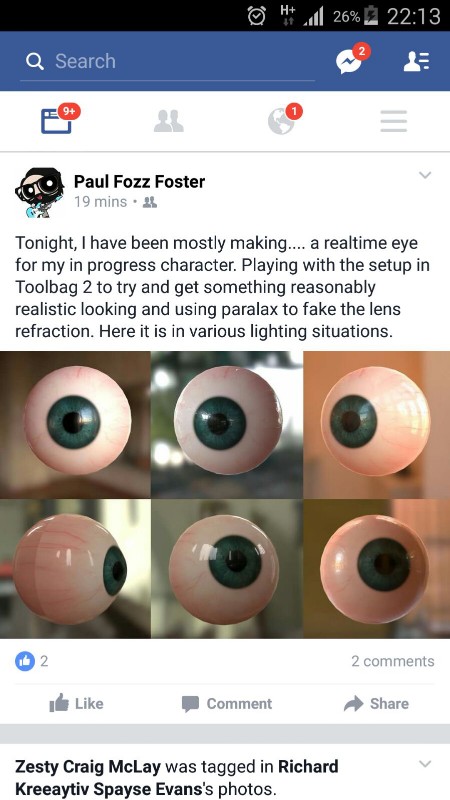 H+ 26% 22:13
Search 2
9+ 1
Paul Fozz Foster
19 mins •
Tonight, I have been mostly making.... a realtime eye
for my in progress character. Playing with the setup in
Toolbag 2 to try and get something reasonably
realistic looking and using paralax to fake the lens
refraction. Here it is in various lighting situations.
2 2 comments
Like Comment Share
Zesty Craig McLay was tagged in Richard
Kreeaytiv Spayse Evans's photos.